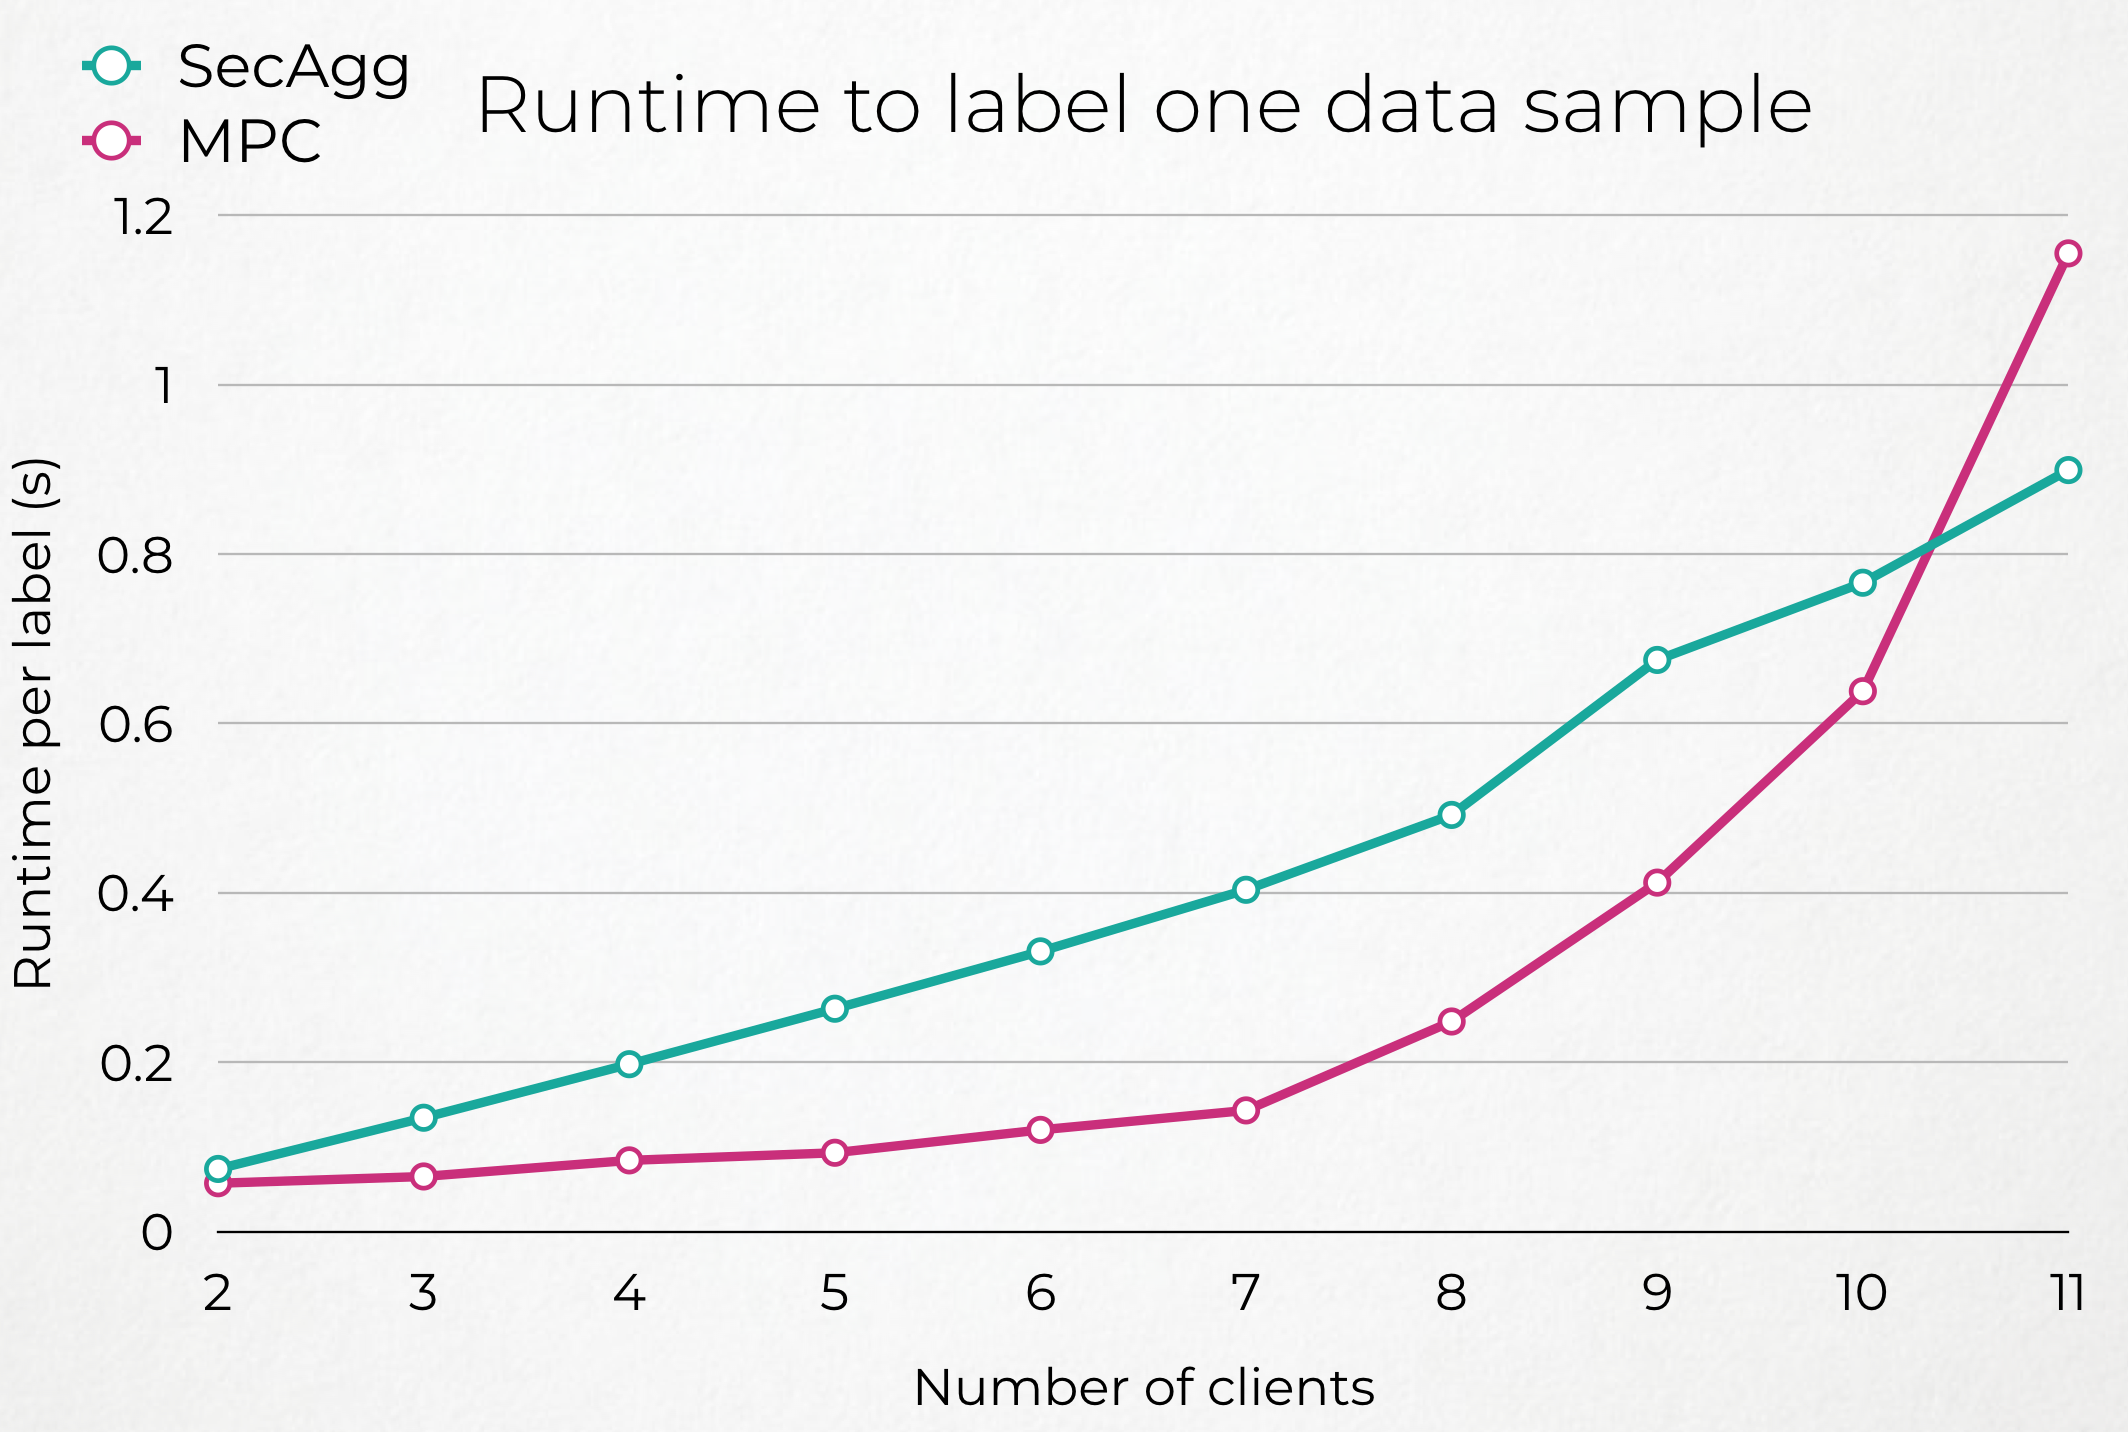 SecAgg
MPC
Runtime to label one data sample
1.2
1
0.8
0.6
0.4
0.2
0
Runtime per label (s)
2 3 4 5 6 7 8 9 10 11
Number of clients